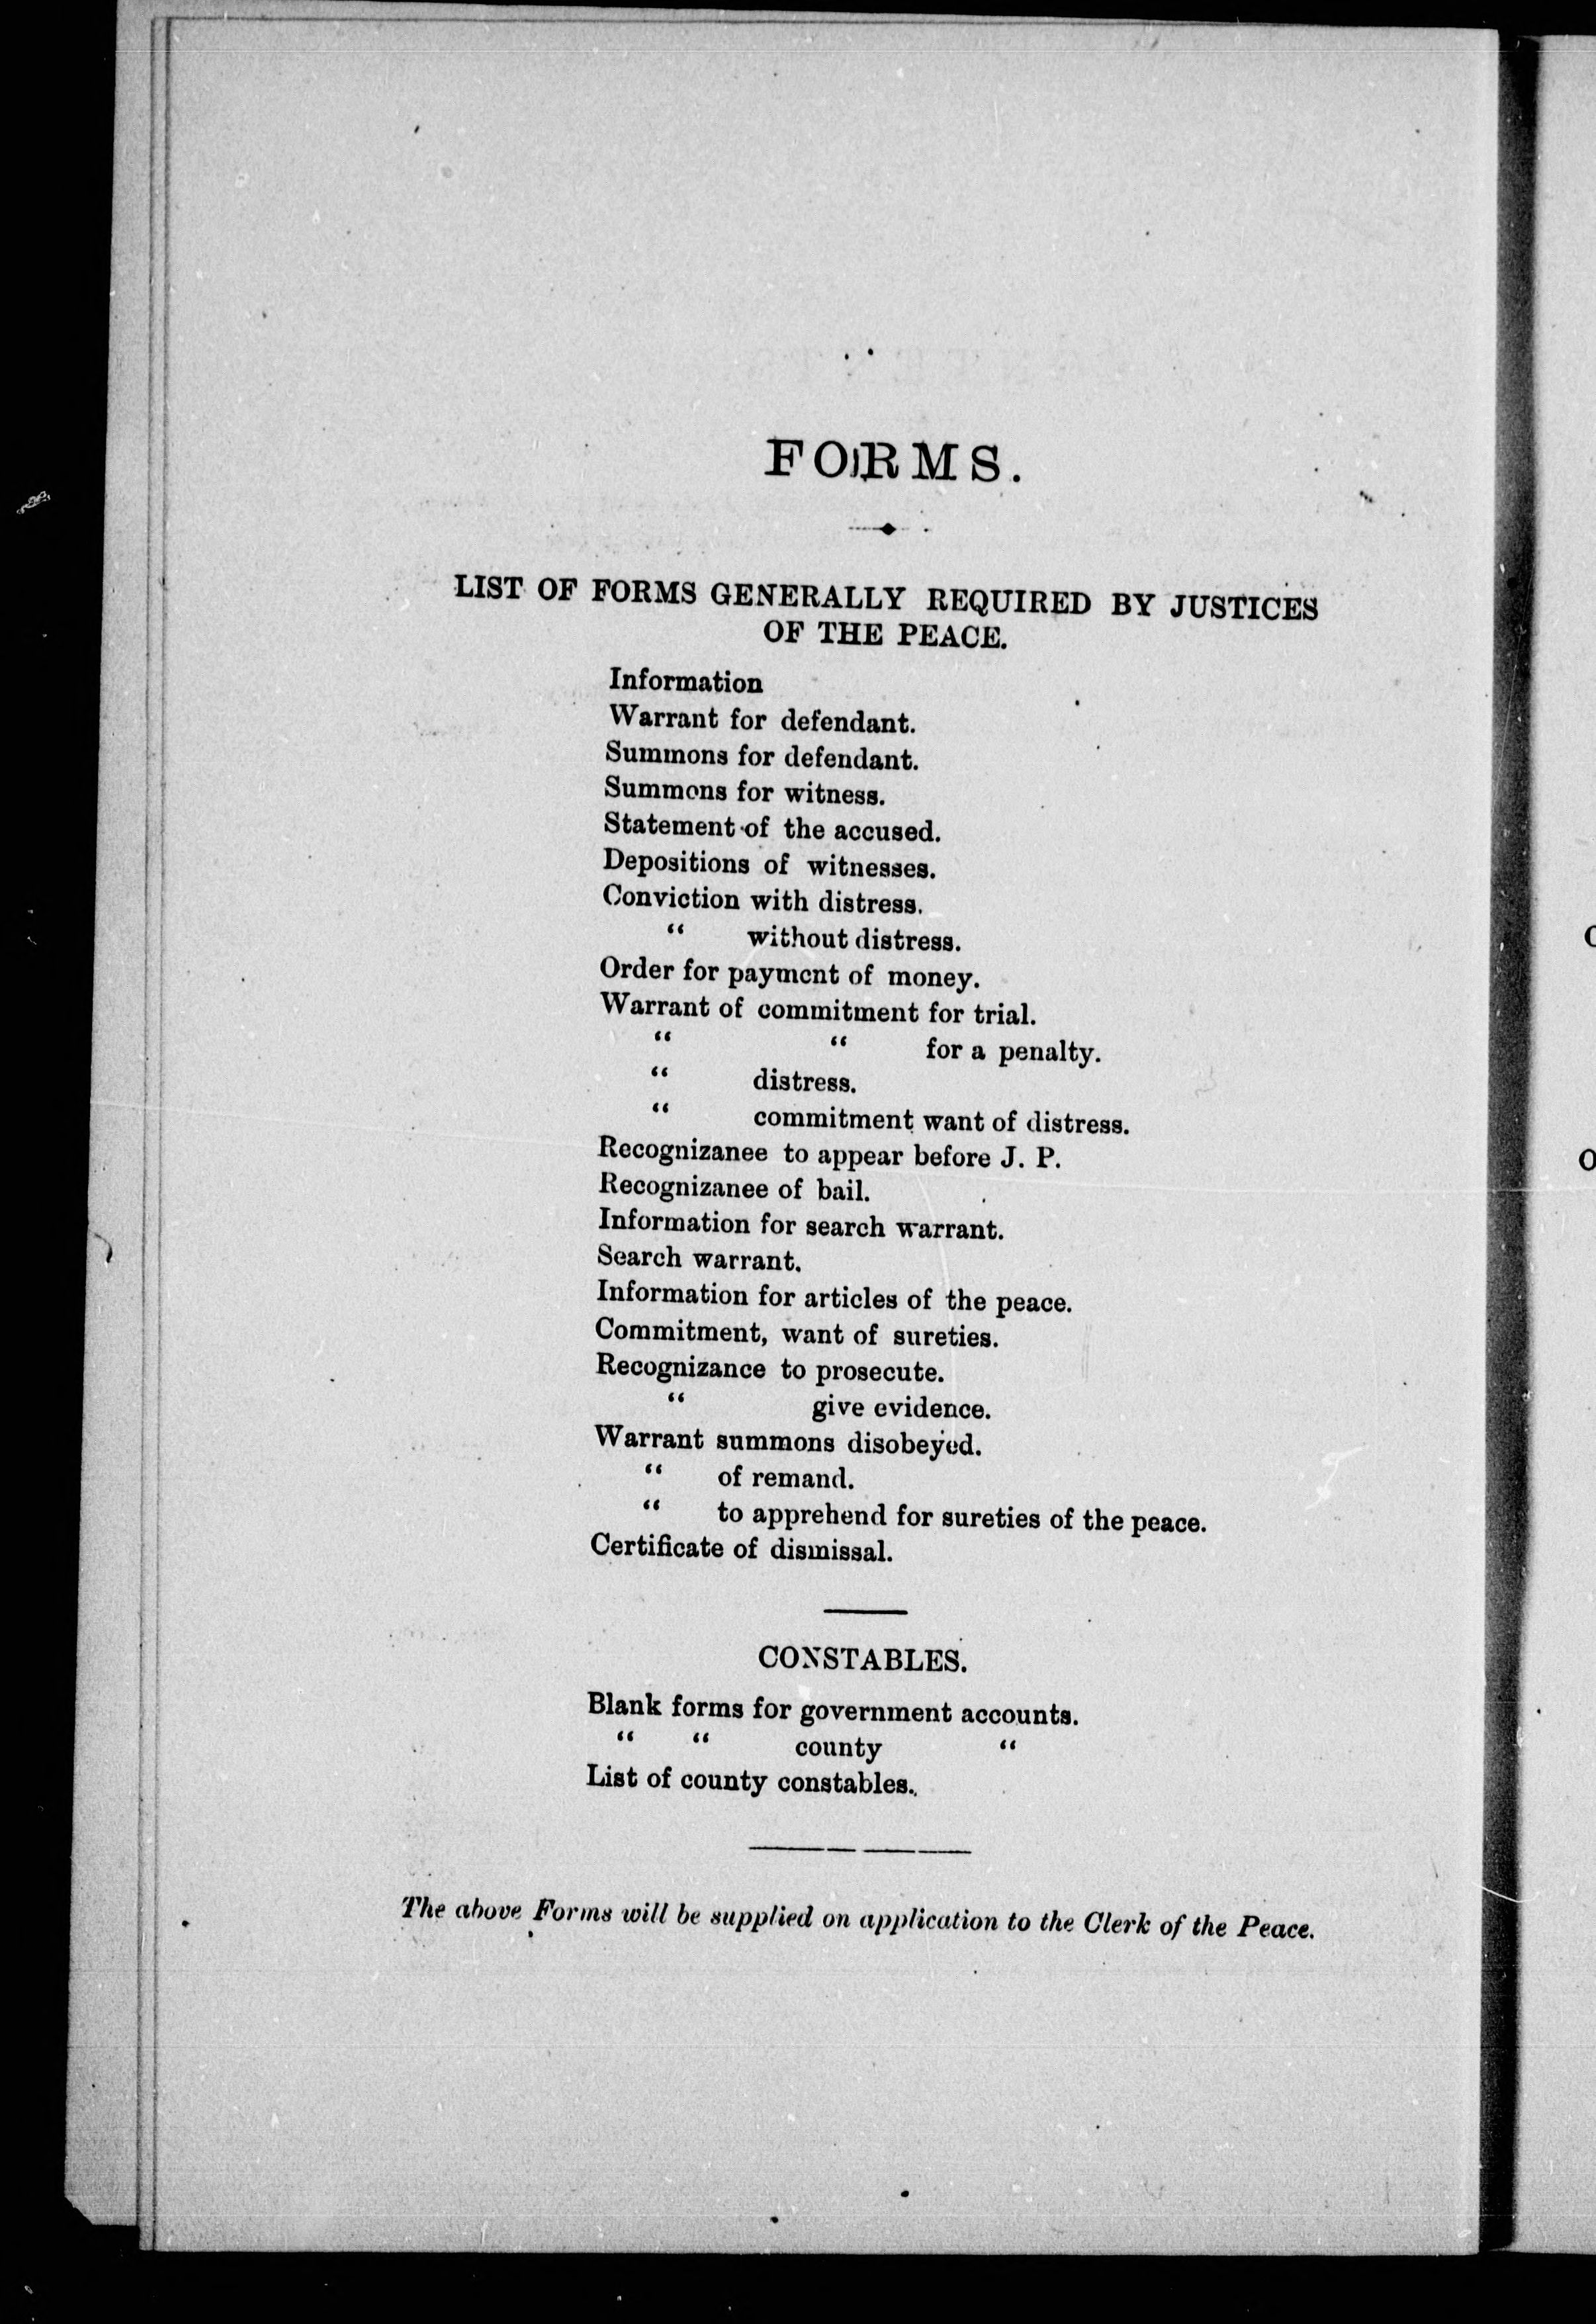 FORMS.
LIST OF FORMS GENERALLY REQUIRED BY JUSTICES
OF THE PEACE.
Information
Warrant for defendant.
Summons for defendant.
Summons for witness.
Statement of the accused.
Depositions of witnesses.
Conviction with distress.
“ without distress.
Order for payment of money.
Warrant of commitment for trial.
“ “ for a penalty.
“ distress.
“ commitment want of distress.
Recognizanee to appear before J. P.
Recognizanee of bail.
Information for search warrant.
Search warrant.
Information for articles of the peace.
Commitment, want of sureties.
Recognizance to prosecute.
“ give evidence.
Warrant summons disobeyed.
“ of remand.
“ to apprehend for sureties of the peace.
Certificate of dismissal.
CONSTABLES.
Blank forms for government accounts.
“ “ county “
List of county constables.
The above Forms will be supplied on application to the Clerk of the Peace.